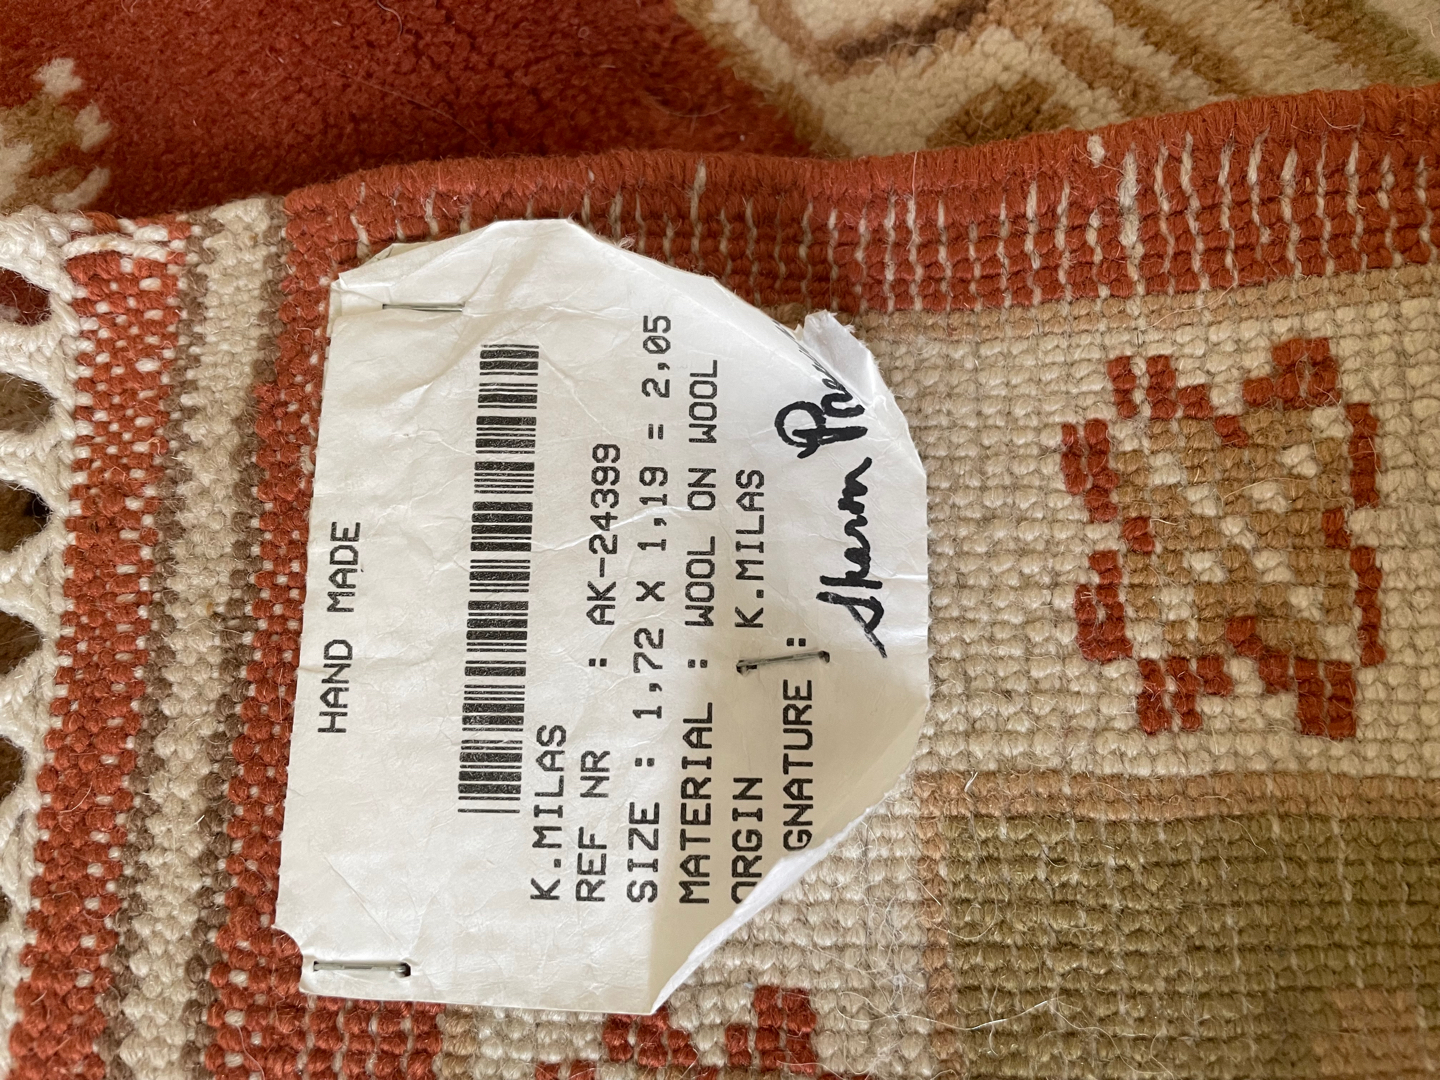 HAND MADE
K.MILAS
REF NR : AK-24399
SIZE : 1,72 X 1,19 = 2,05
MATERIAL : WOOL ON WOOL
ORGIN K.MILAS
GNATURE :